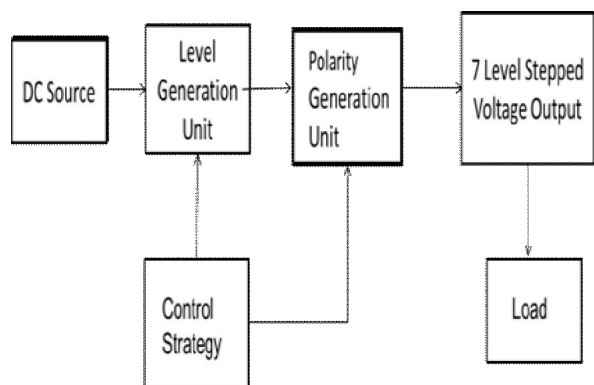 DC Source
Level
Generation
Unit
Polarity
Generation
Unit
7 Level Stepped
Voltage Output
Control
Strategy
Load